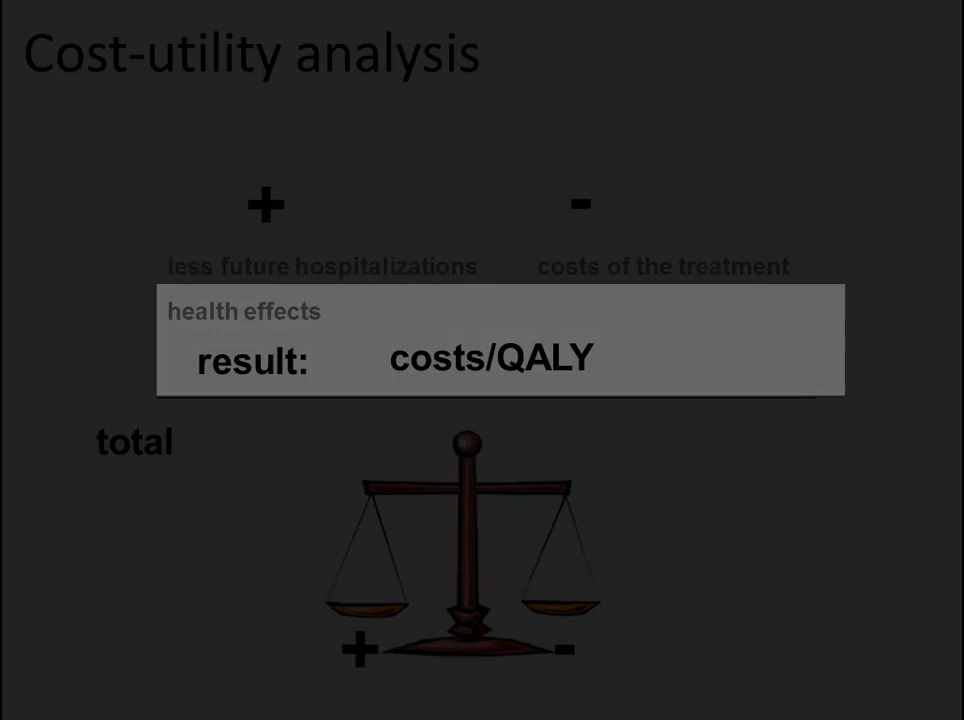 Cost-utility analysis
+ -
less future hospitalizations costs of the treatment
health effects
result: costs/QALY
total
+ -